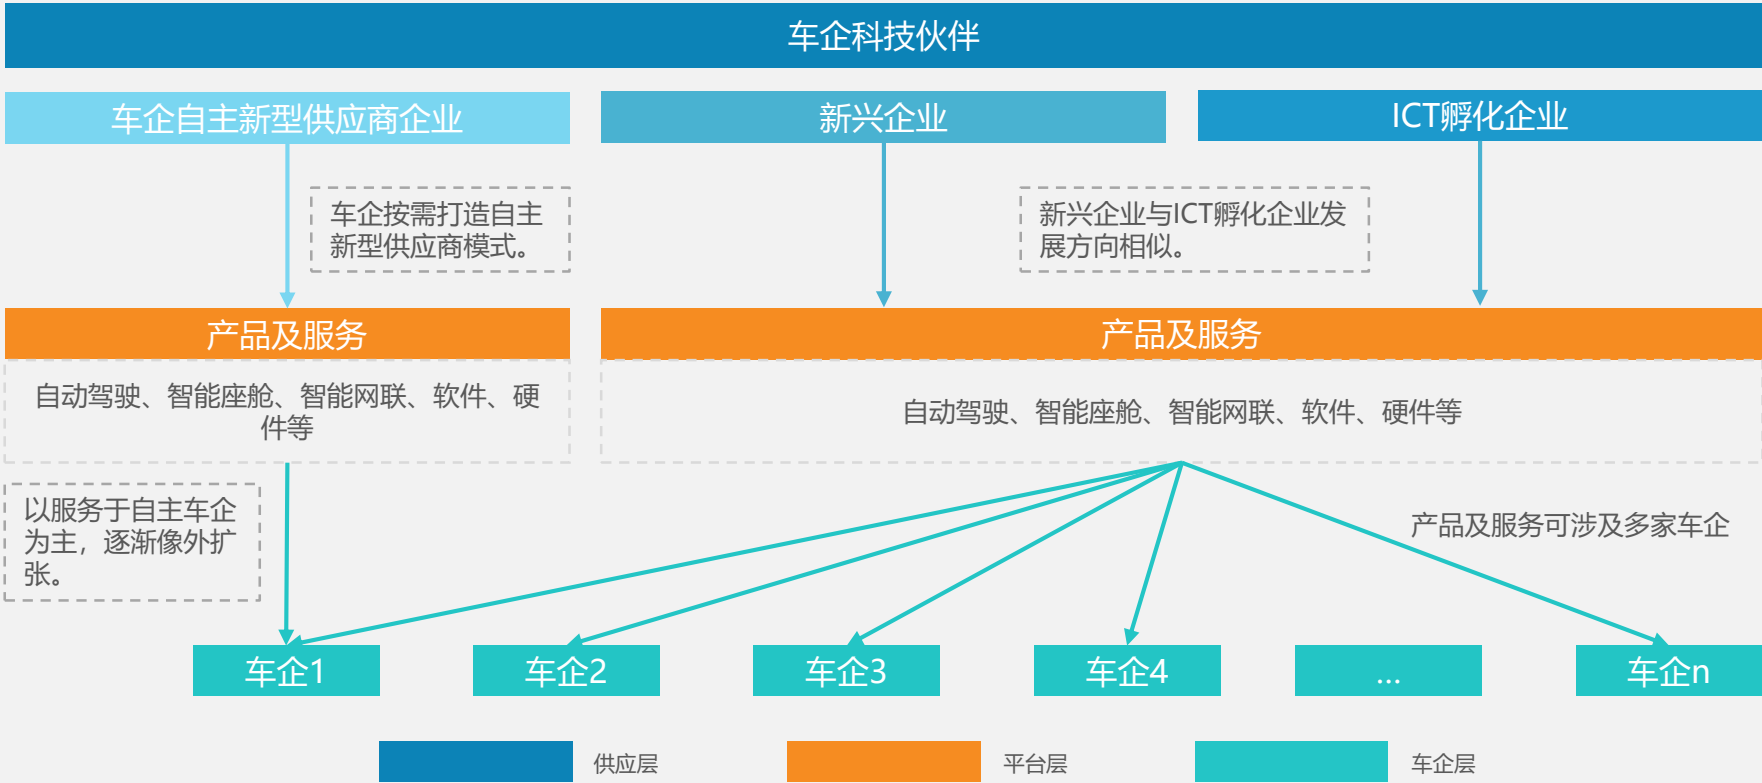 车企科技伙伴
车企自主新型供应商企业
新兴企业
ICT孵化企业
车企按需打造自主
新型供应商模式。
新兴企业与ICT孵化企业发
展方向相似。
产品及服务
产品及服务
自动驾驶、智能座舱、智能网联、软件、硬
件等
自动驾驶、智能座舱、智能网联、软件、硬件等
以服务于自主车企
为主，逐渐像外扩
张。
产品及服务可涉及多家车企
车企1
车企2
车企3
车企4
...
车企n
供应层
平台层
车企层